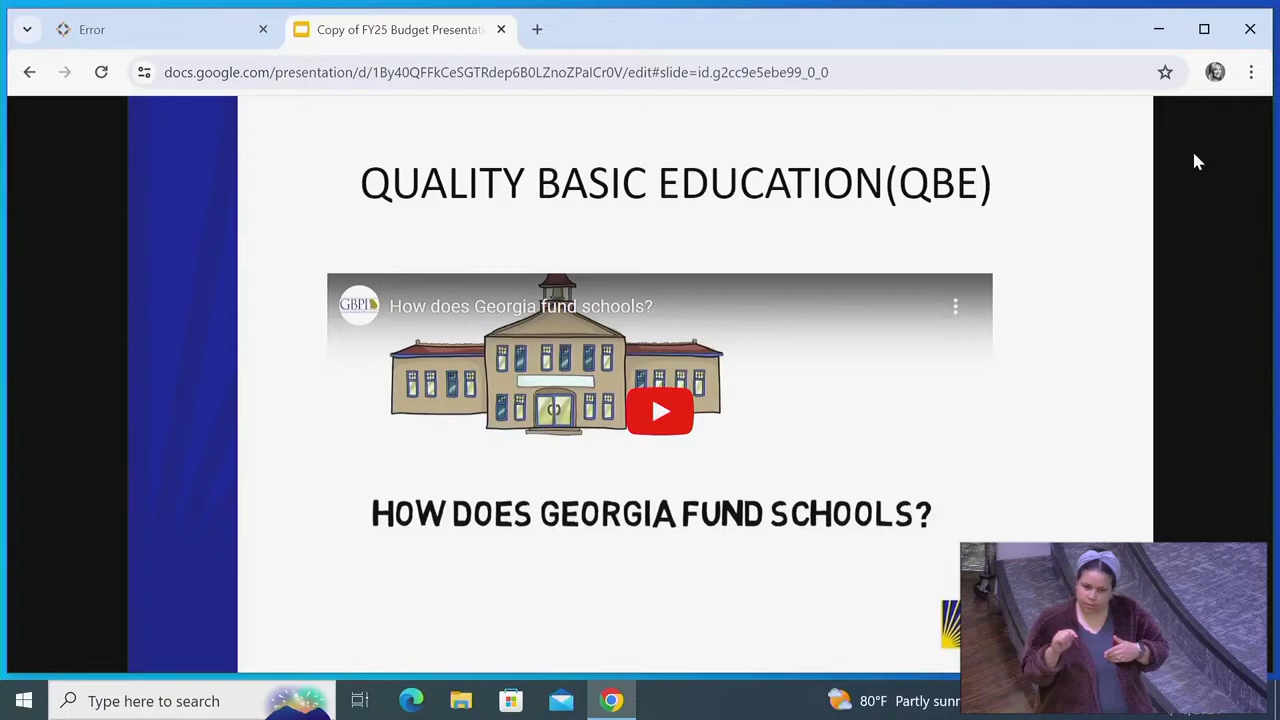 Error
Copy of FY25 Budget Presentati
docs.google.com/presentation/d/1By40QFFkCeSGTRdep6B0LZnoZPaICr0V/edit#slide=id.g2cc9e5ebe99_0_0
QUALITY BASIC EDUCATION(QBE)
GBPI
How does Georgia fund schools?
HOW DOES GEORGIA FUND SCHOOLS?
Type here to search
80°F Partly sunn